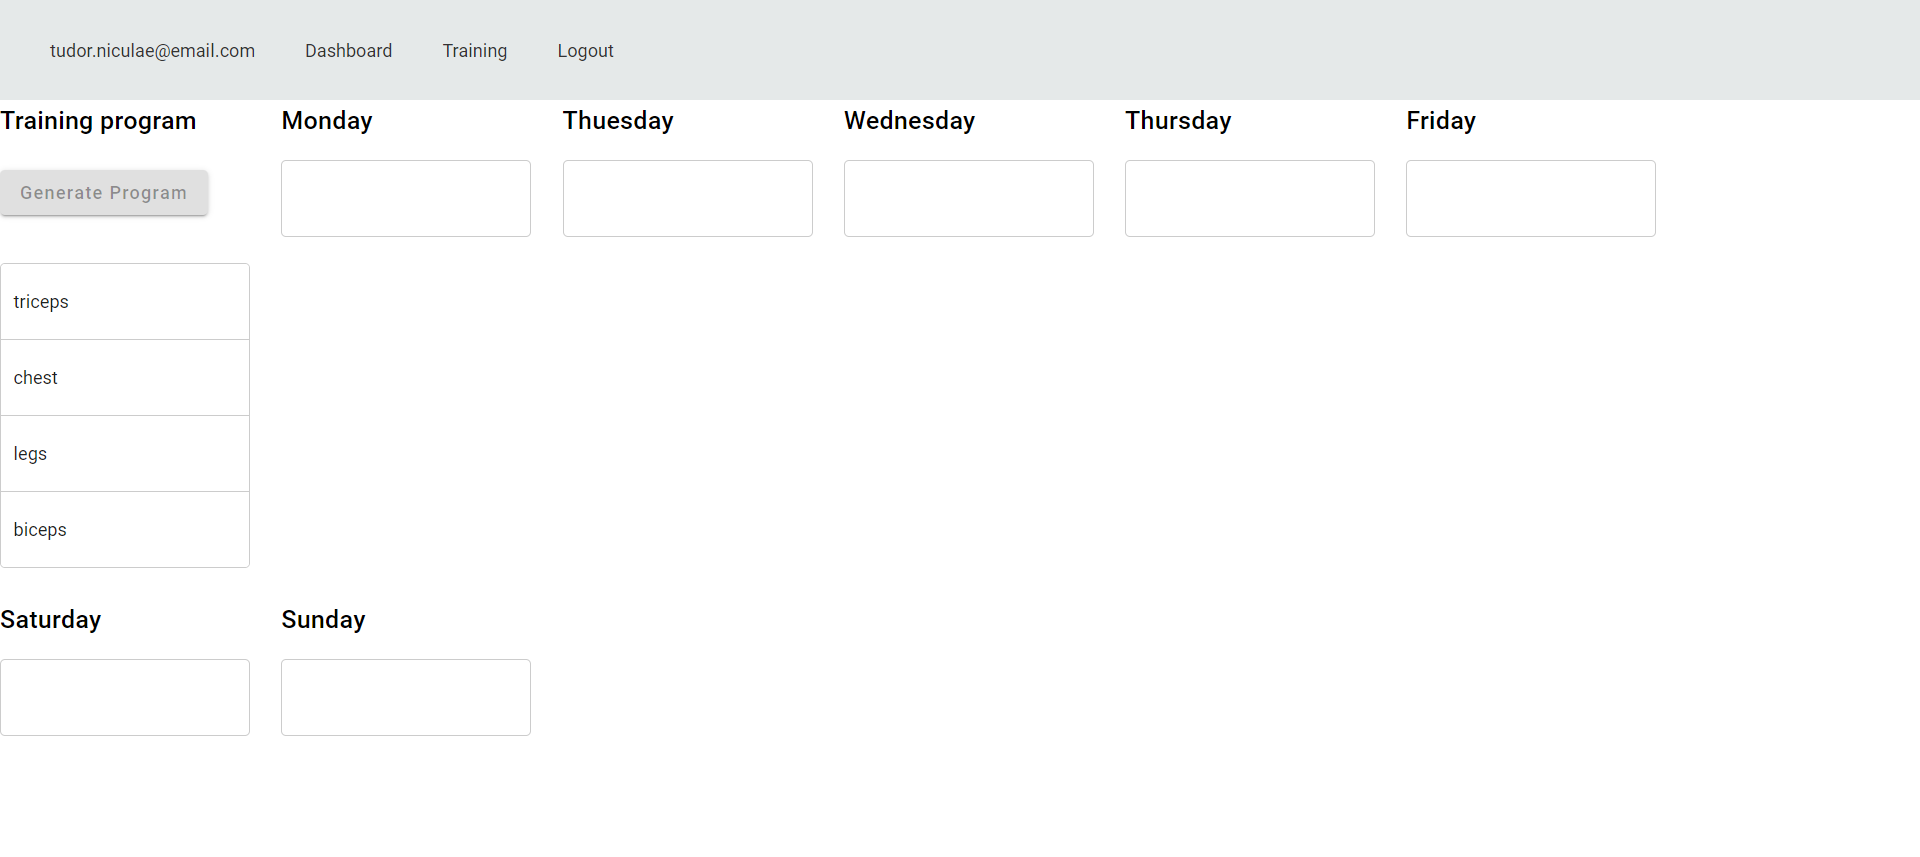 tudor.niculae@email.com Dashboard Training Logout
Training program Monday Thuesday Wednesday Thursday Friday
Generate Program
triceps
chest
legs
biceps
Saturday Sunday